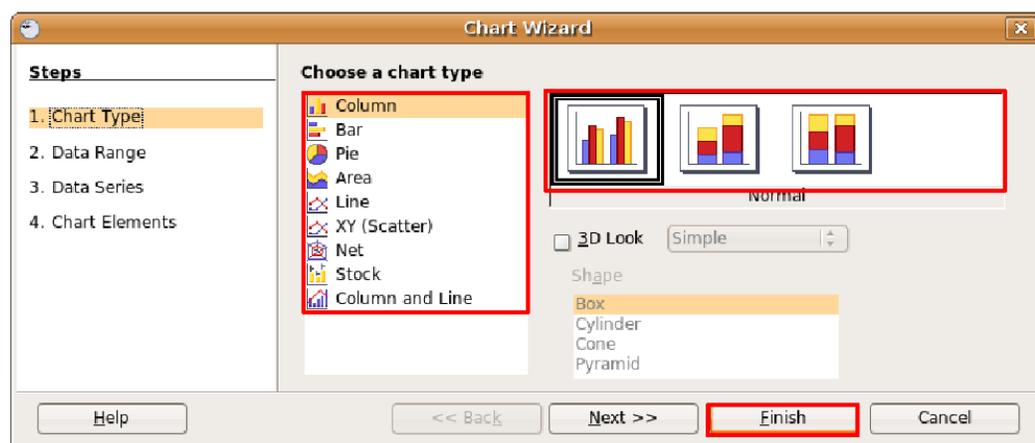 Chart Wizard
Steps
1. Chart Type
2. Data Range
3. Data Series
4. Chart Elements
Choose a chart type
Column
Bar
Pie
Area
Line
XY (Scatter)
Net
Stock
Column and Line
Normal
3D Look
Simple
Shape
Box
Cylinder
Cone
Pyramid
Help
<< Back
Next >>
Finish
Cancel